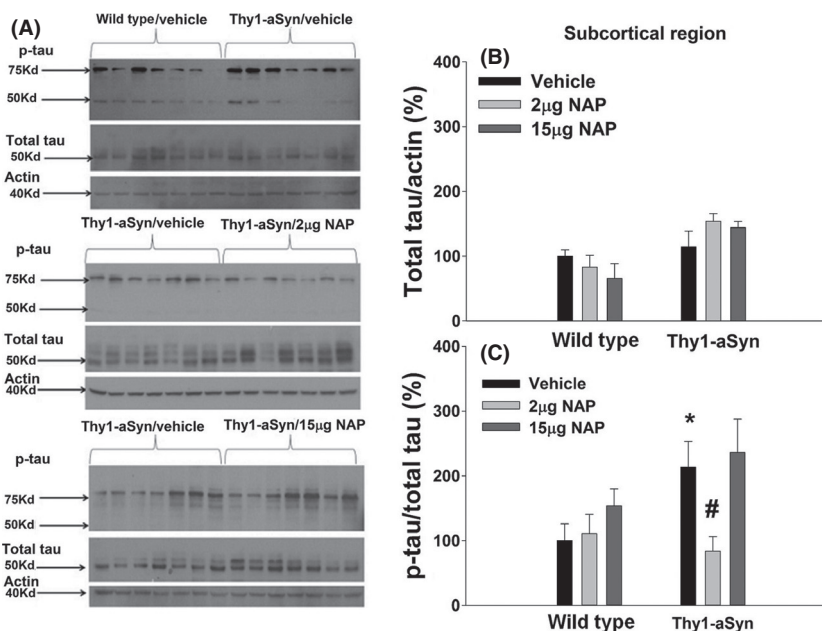 (A)
Wild type/vehicle Thy1-aSyn/vehicle
p-tau
75Kd
50Kd
Total tau
50Kd
Actin
40Kd
Thy1-aSyn/vehicle Thy1-aSyn/2µg NAP
p-tau
75Kd
50Kd
Total tau
50Kd
Actin
40Kd
Thy1-aSyn/vehicle Thy1-aSyn/15µg NAP
p-tau
75Kd
50Kd
Total tau
50Kd
Actin
40Kd
Subcortical region
(B)
Total tau/actin (%)
400
300
200
100
0
Vehicle
2µg NAP
15µg NAP
Wild type Thy1-aSyn
(C)
p-tau/total tau (%)
400
300
200
100
0
Vehicle
2µg NAP
15µg NAP
*
#
Wild type Thy1-aSyn